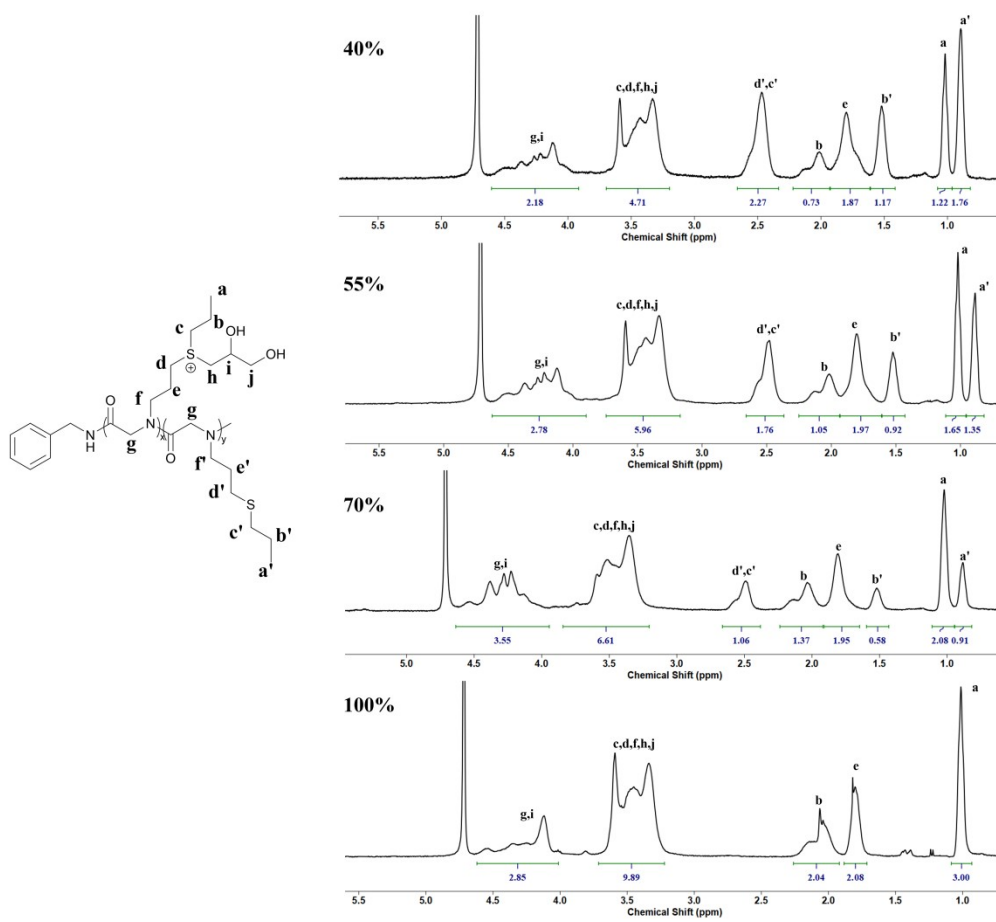 40%
a
a'
c,d,f,h,j
d',c'
b'
e
g,i
b
2.18 4.71 2.27 0.73 1.87 1.17 1.22 1.76
5.5 5.0 4.5 4.0 3.5 3.0 2.5 2.0 1.5 1.0
Chemical Shift (ppm)
55%
a
a'
c,d,f,h,j
e
d',c'
b'
g,i
b
2.78 5.96 1.76 1.05 1.97 0.92 1.65 1.35
5.5 5.0 4.5 4.0 3.5 3.0 2.5 2.0 1.5 1.0
Chemical Shift (ppm)
70%
a
c,d,f,h,j
e
a'
g,i
d',c'
b
b'
3.55 6.61 1.06 1.37 1.95 0.58 2.08 0.91
5.0 4.5 4.0 3.5 3.0 2.5 2.0 1.5 1.0
Chemical Shift (ppm)
100%
a
c,d,f,h,j
e
b
g,i
2.85 9.89 2.04 2.08 3.00
5.5 5.0 4.5 4.0 3.5 3.0 2.5 2.0 1.5 1.0
Chemical Shift (ppm)
a
c b OH
S OH
d ⊕ i
e h j
f
O g
N H N x N y
g O
f' e'
d'
S
c' b'
a'